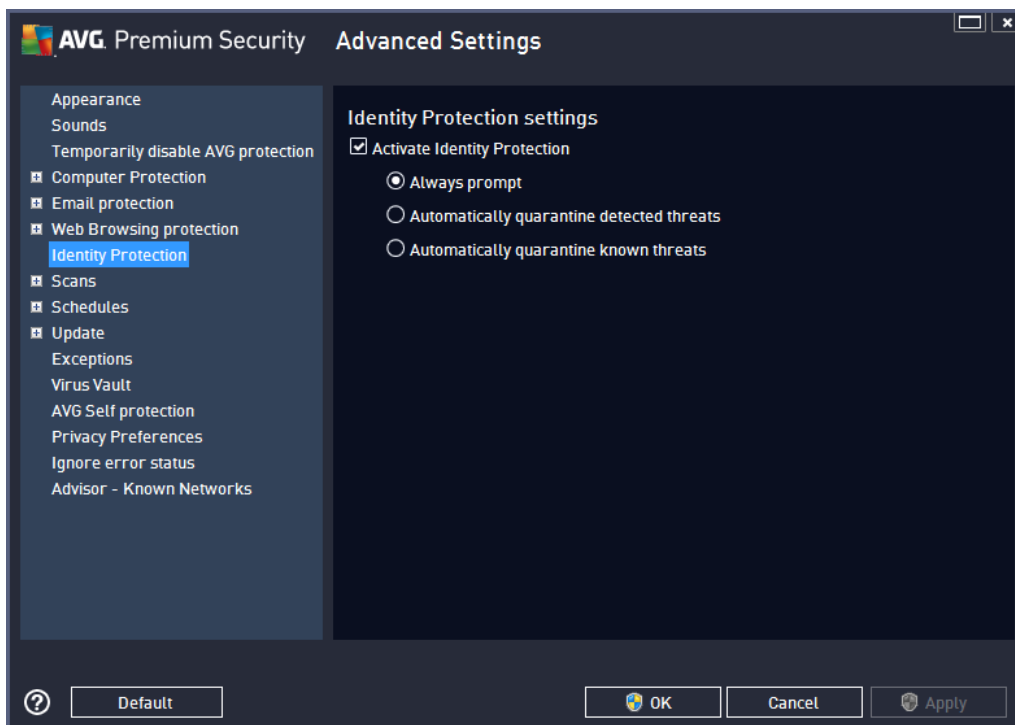 AVG. Premium Security
Advanced Settings
Appearance
Sounds
Temporarily disable AVG protection
Computer Protection
Email protection
Web Browsing protection
Identity Protection
Scans
Schedules
Update
Exceptions
Virus Vault
AVG Self protection
Privacy Preferences
Ignore error status
Advisor - Known Networks
Identity Protection settings
Activate Identity Protection
Always prompt
Automatically quarantine detected threats
Automatically quarantine known threats
Default
OK
Cancel
Apply